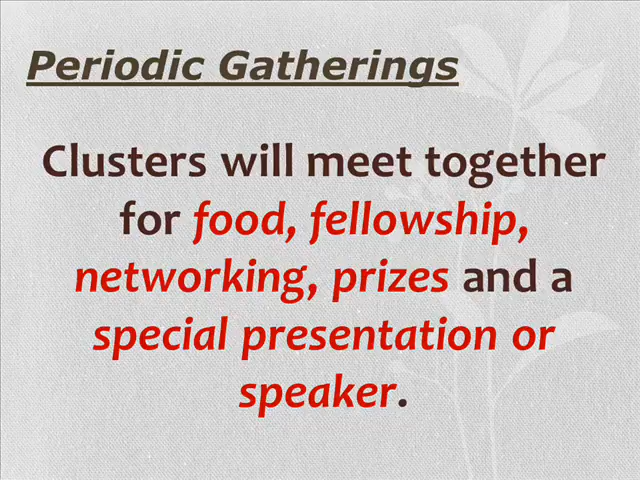 Periodic Gatherings
Clusters will meet together
for food, fellowship,
networking, prizes and a
special presentation or
speaker.